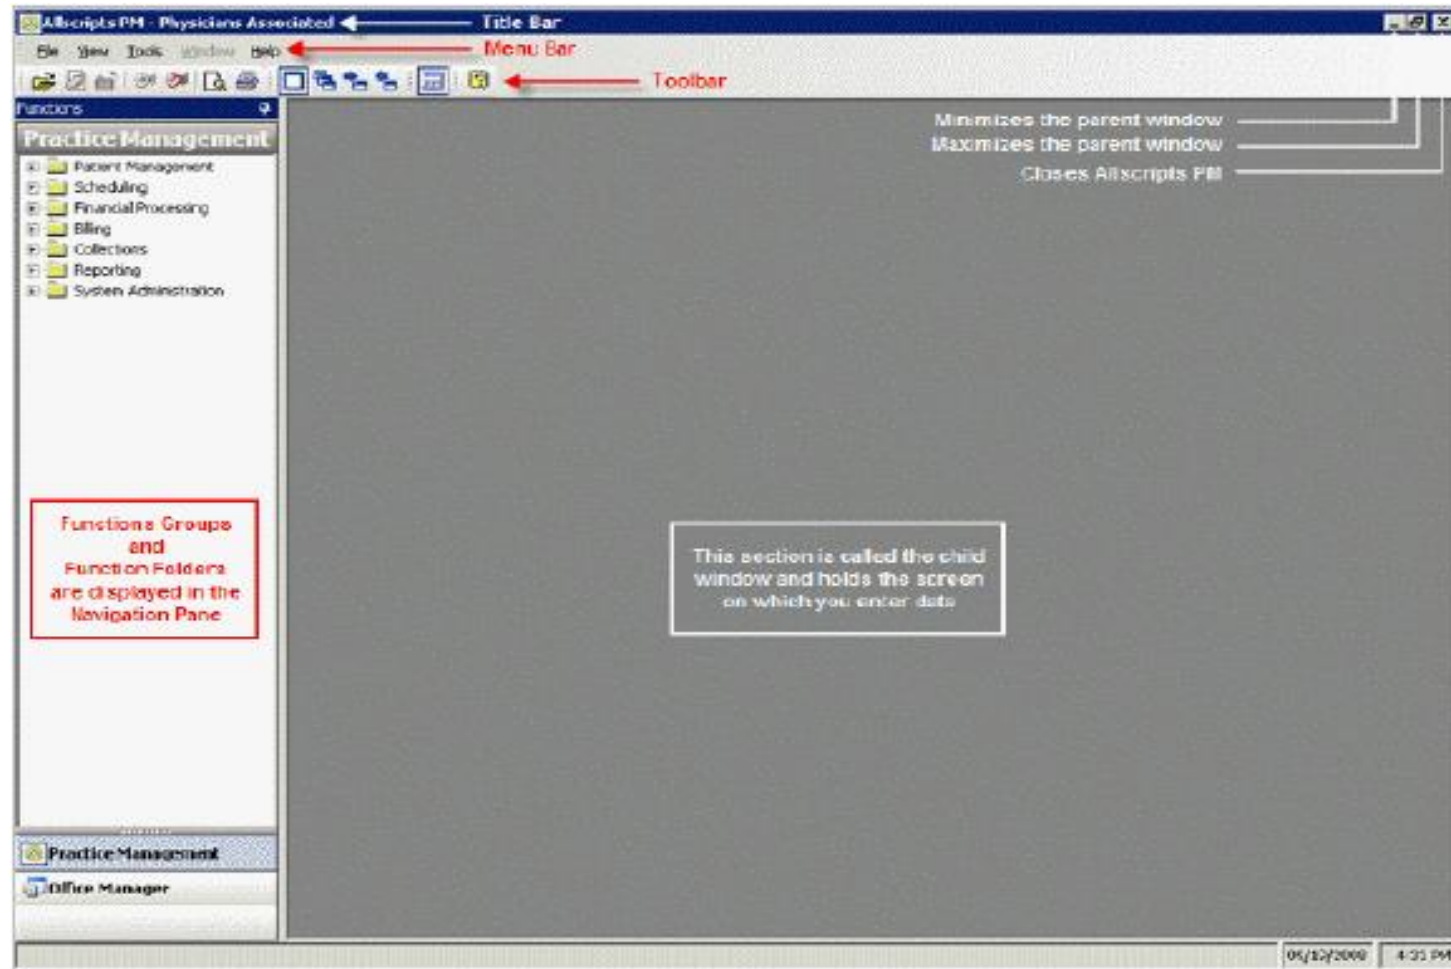 Allscripts PM - Physicians Associated
Title Bar
File View Tools Window Help
Menu Bar
Toolbar
Functions
Practice Management
Patient Management
Scheduling
Financial Processing
Billing
Collections
Reporting
System Administration
Minimizes the parent window
Maximizes the parent window
Closes Allscripts PM
Functions Groups
and
Function Folders
are displayed in the
Navigation Pane
This section is called the child
window and holds the screen
on which you enter data
Practice Management
Office Manager
4:31 PM